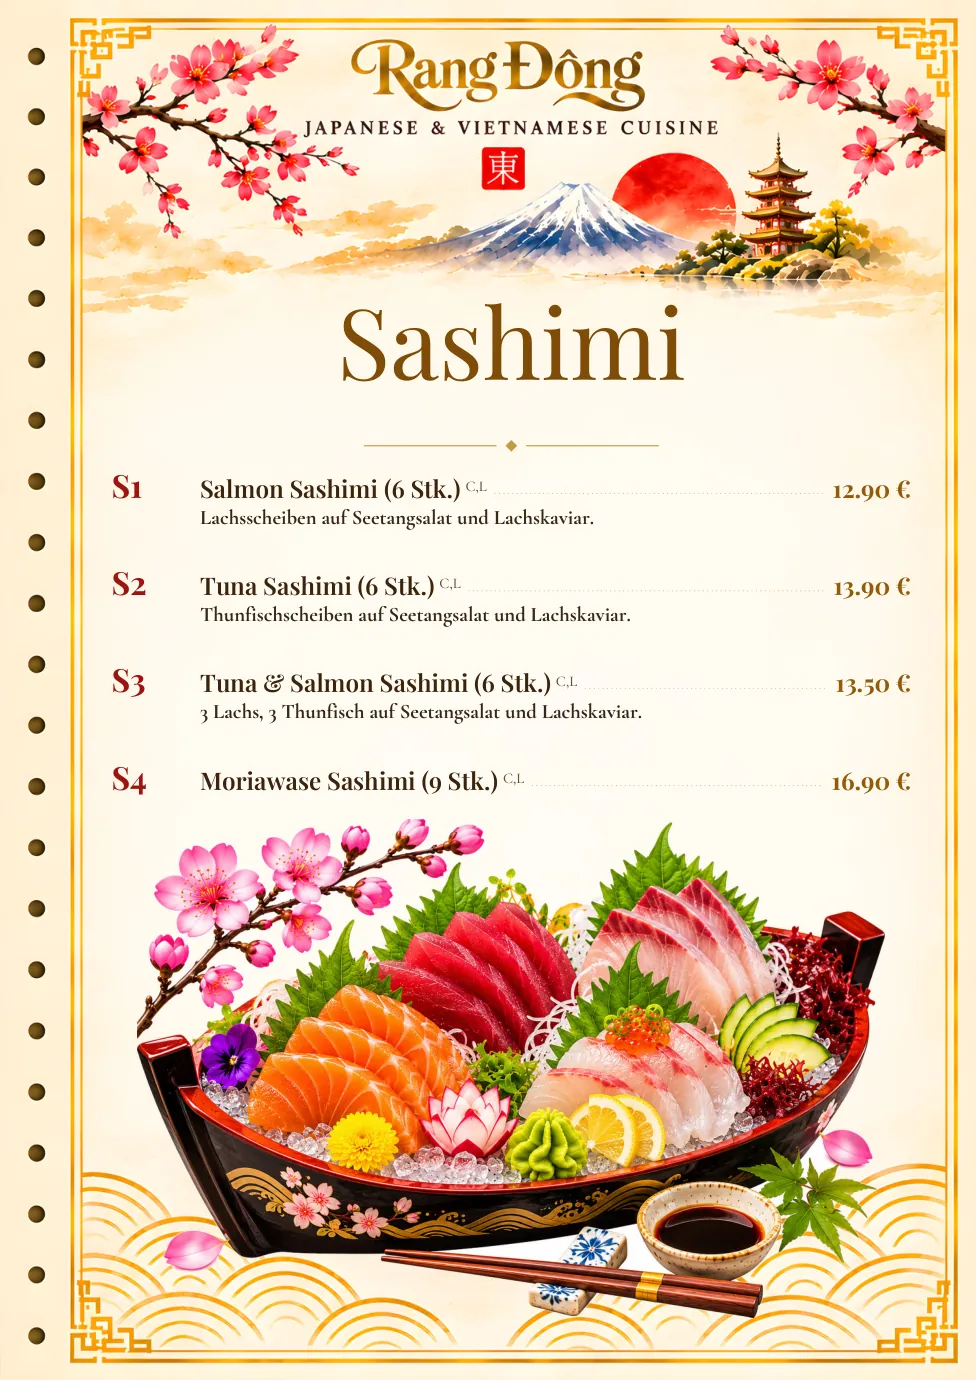 Rang Đông
JAPANESE & VIETNAMESE CUISINE
東
Sashimi
S1 Salmon Sashimi (6 Stk.) C,L 12.90 €
Lachsscheiben auf Seetangsalat und Lachskaviar.
S2 Tuna Sashimi (6 Stk.) C,L 13.90 €
Thunfischscheiben auf Seetangsalat und Lachskaviar.
S3 Tuna & Salmon Sashimi (6 Stk.) C,L 13.50 €
3 Lachs, 3 Thunfisch auf Seetangsalat und Lachskaviar.
S4 Moriawase Sashimi (9 Stk.) C,L 16.90 €